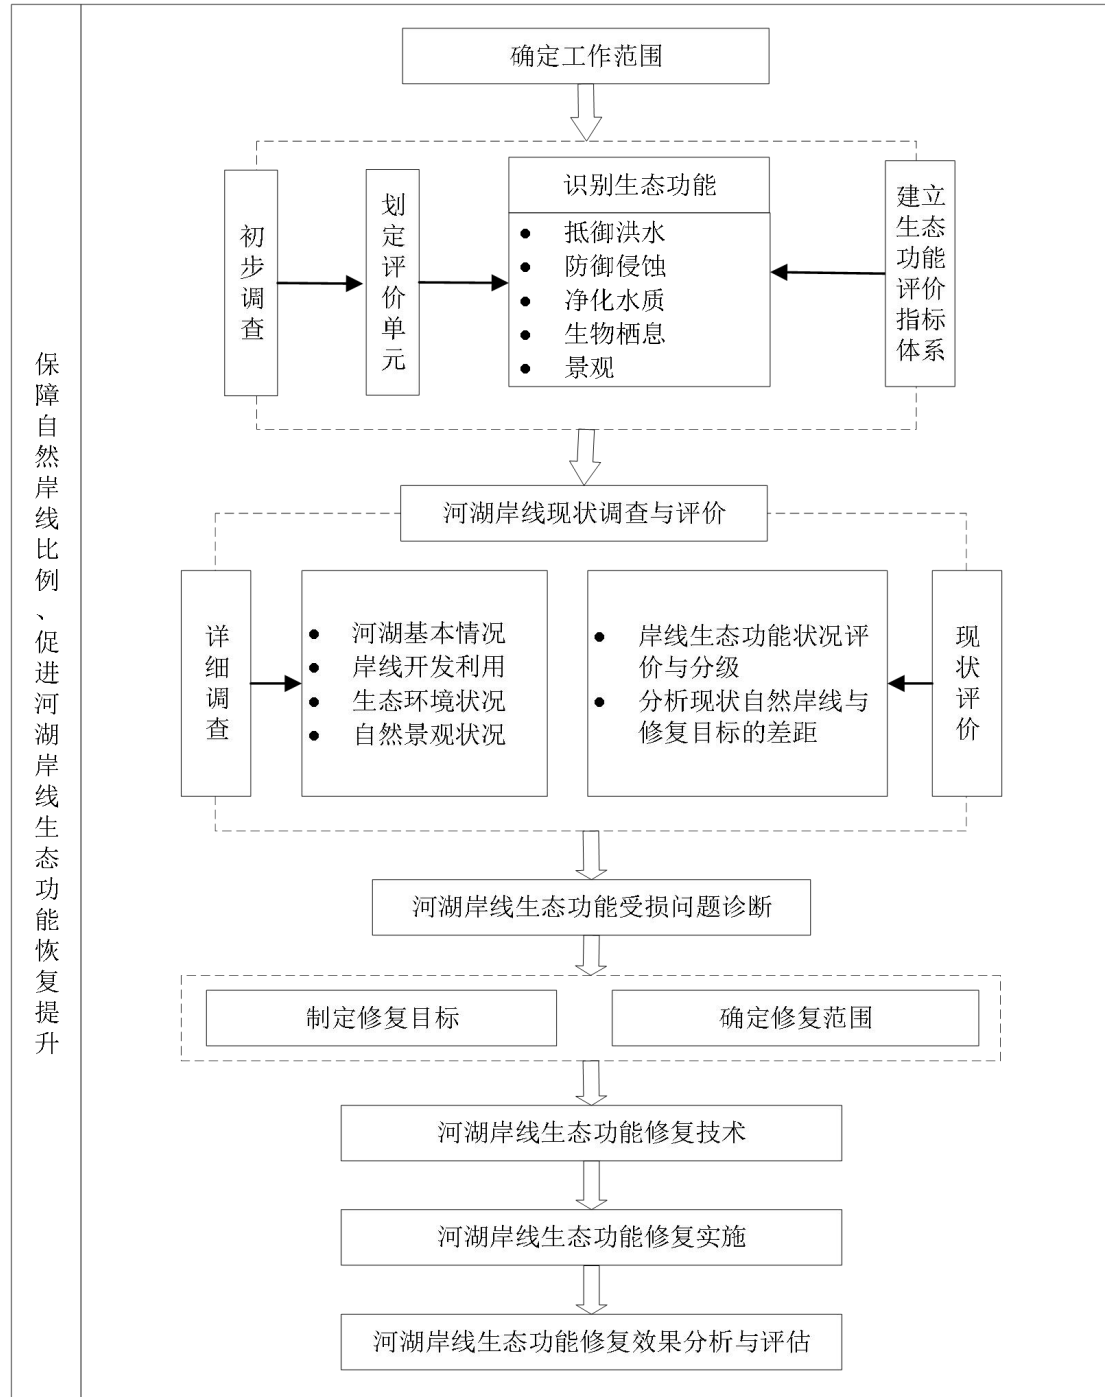 保障自然岸线比例、促进河湖岸线生态功能恢复提升
确定工作范围
初步调查
划定评价单元
识别生态功能
抵御洪水
防御侵蚀
净化水质
生物栖息
景观
建立
生态
功能
评价
指标
体系
河湖岸线现状调查与评价
详细调查
河湖基本情况
岸线开发利用
生态环境状况
自然景观状况
岸线生态功能状况评
价与分级
分析现状自然岸线与
修复目标的差距
现状评价
河湖岸线生态功能受损问题诊断
制定修复目标
确定修复范围
河湖岸线生态功能修复技术
河湖岸线生态功能修复实施
河湖岸线生态功能修复效果分析与评估